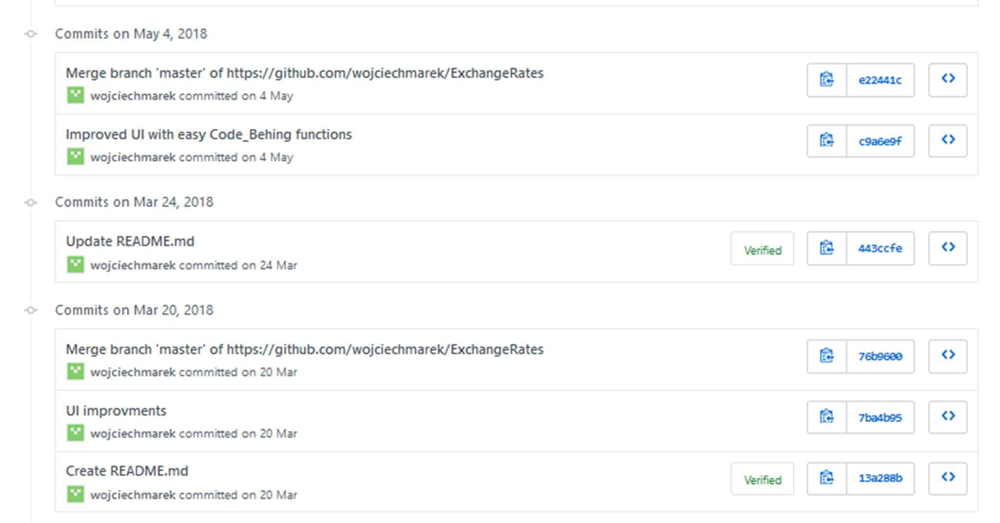 Commits on May 4, 2018
Merge branch 'master' of https://github.com/wojciechmarek/ExchangeRates
wojciechmarek committed on 4 May
e22441c
Improved UI with easy Code_Behing functions
wojciechmarek committed on 4 May
c9a6e9f
Commits on Mar 24, 2018
Update README.md
wojciechmarek committed on 24 Mar
Verified
443ccfe
Commits on Mar 20, 2018
Merge branch 'master' of https://github.com/wojciechmarek/ExchangeRates
wojciechmarek committed on 20 Mar
76b9600
UI improvments
wojciechmarek committed on 20 Mar
7ba4b95
Create README.md
wojciechmarek committed on 20 Mar
Verified
13a288b